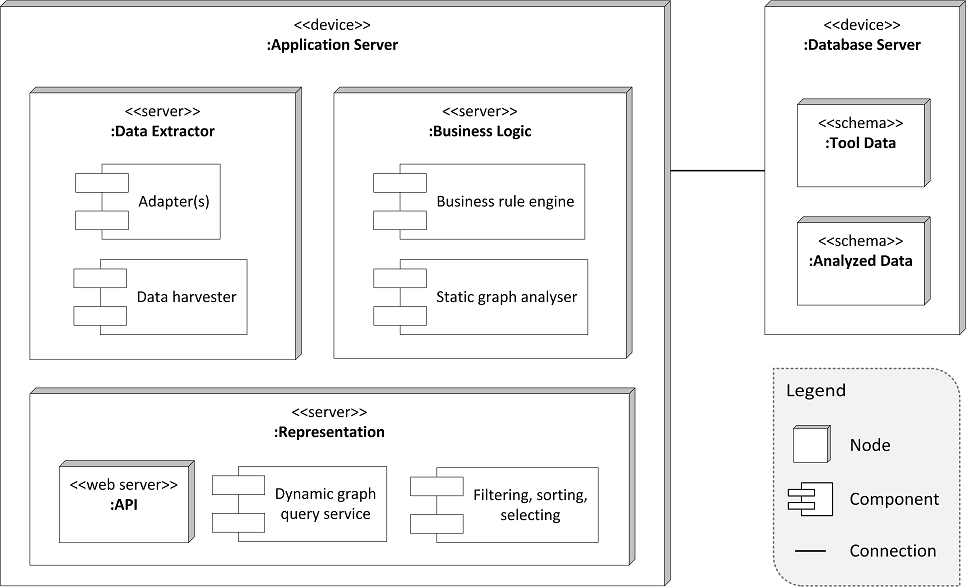 <<device>>
:Application Server
<<server>>
:Data Extractor
Adapter(s)
Data harvester
<<server>>
:Business Logic
Business rule engine
Static graph analyser
<<server>>
:Representation
<<web server>>
:API
Dynamic graph
query service
Filtering, sorting,
selecting
<<device>>
:Database Server
<<schema>>
:Tool Data
<<schema>>
:Analyzed Data
Legend
Node
Component
Connection